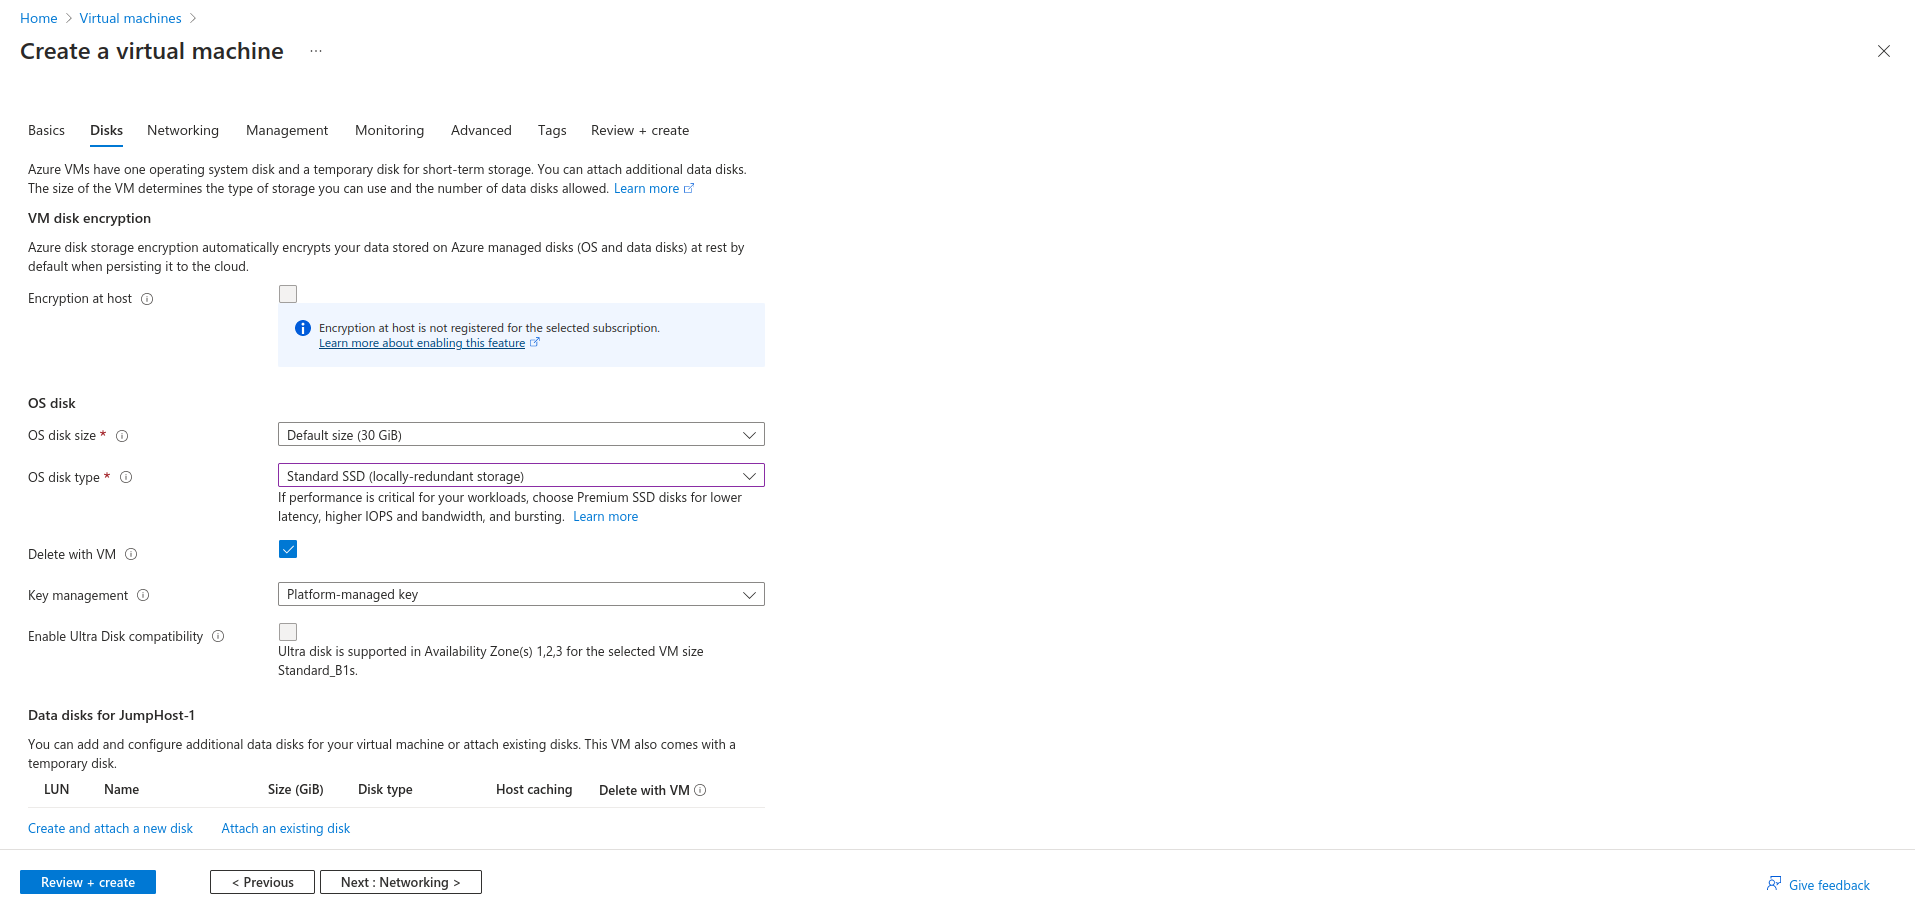 Home > Virtual machines >
Create a virtual machine ...
Basics Disks Networking Management Monitoring Advanced Tags Review + create
Azure VMs have one operating system disk and a temporary disk for short-term storage. You can attach additional data disks.
The size of the VM determines the type of storage you can use and the number of data disks allowed. Learn more
VM disk encryption
Azure disk storage encryption automatically encrypts your data stored on Azure managed disks (OS and data disks) at rest by
default when persisting it to the cloud.
Encryption at host
Encryption at host is not registered for the selected subscription.
Learn more about enabling this feature
OS disk
OS disk size * Default size (30 GiB)
OS disk type * Standard SSD (locally-redundant storage)
If performance is critical for your workloads, choose Premium SSD disks for lower
latency, higher IOPS and bandwidth, and bursting. Learn more
Delete with VM
Key management Platform-managed key
Enable Ultra Disk compatibility
Ultra disk is supported in Availability Zone(s) 1,2,3 for the selected VM size
Standard_B1s.
Data disks for JumpHost-1
You can add and configure additional data disks for your virtual machine or attach existing disks. This VM also comes with a
temporary disk.
LUN Name Size (GiB) Disk type Host caching Delete with VM
Create and attach a new disk Attach an existing disk
Review + create < Previous Next : Networking > Give feedback